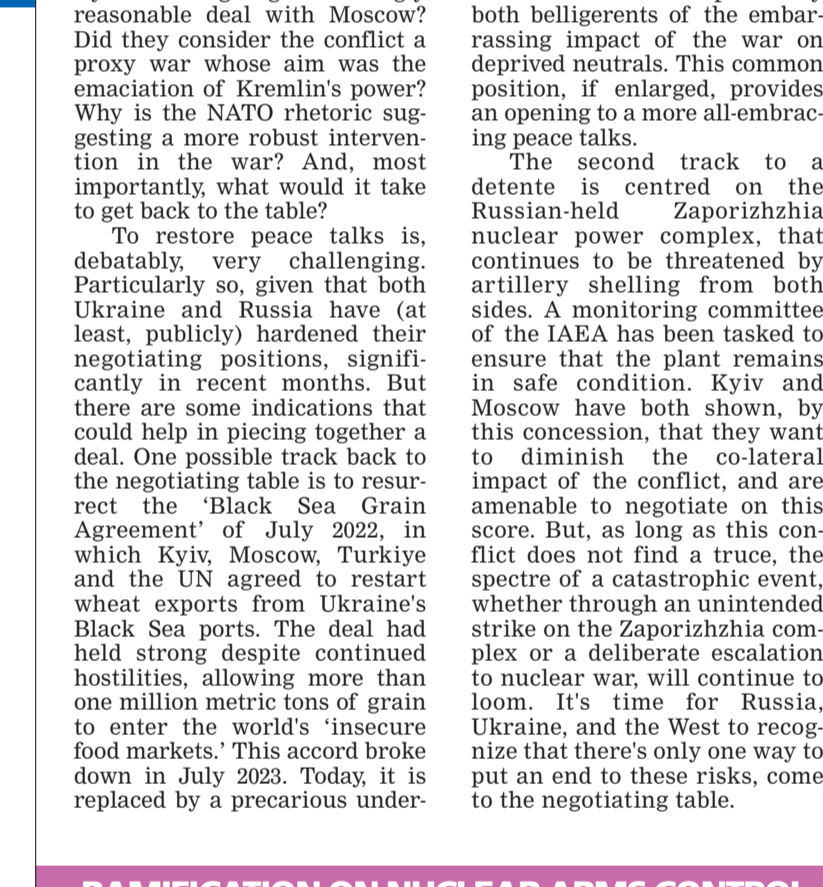 reasonable deal with Moscow?
Did they consider the conflict a
proxy war whose aim was the
emaciation of Kremlin's power?
Why is the NATO rhetoric sug-
gesting a more robust interven-
tion in the war? And, most
importantly, what would it take
to get back to the table?
To restore peace talks is,
debatably, very challenging.
Particularly so, given that both
Ukraine and Russia have (at
least, publicly) hardened their
negotiating positions, signifi-
cantly in recent months. But
there are some indications that
could help in piecing together a
deal. One possible track back to
the negotiating table is to resur-
rect the ‘Black Sea Grain
Agreement’ of July 2022, in
which Kyiv, Moscow, Turkiye
and the UN agreed to restart
wheat exports from Ukraine's
Black Sea ports. The deal had
held strong despite continued
hostilities, allowing more than
one million metric tons of grain
to enter the world's ‘insecure
food markets.’ This accord broke
down in July 2023. Today, it is
replaced by a precarious under-
both belligerents of the embar-
rassing impact of the war on
deprived neutrals. This common
position, if enlarged, provides
an opening to a more all-embrac-
ing peace talks.
The second track to a
detente is centred on the
Russian-held Zaporizhzhia
nuclear power complex, that
continues to be threatened by
artillery shelling from both
sides. A monitoring committee
of the IAEA has been tasked to
ensure that the plant remains
in safe condition. Kyiv and
Moscow have both shown, by
this concession, that they want
to diminish the co-lateral
impact of the conflict, and are
amenable to negotiate on this
score. But, as long as this con-
flict does not find a truce, the
spectre of a catastrophic event,
whether through an unintended
strike on the Zaporizhzhia com-
plex or a deliberate escalation
to nuclear war, will continue to
loom. It's time for Russia,
Ukraine, and the West to recog-
nize that there's only one way to
put an end to these risks, come
to the negotiating table.
RAMIFICATION ON NUCLEAR ARMS CONTROL